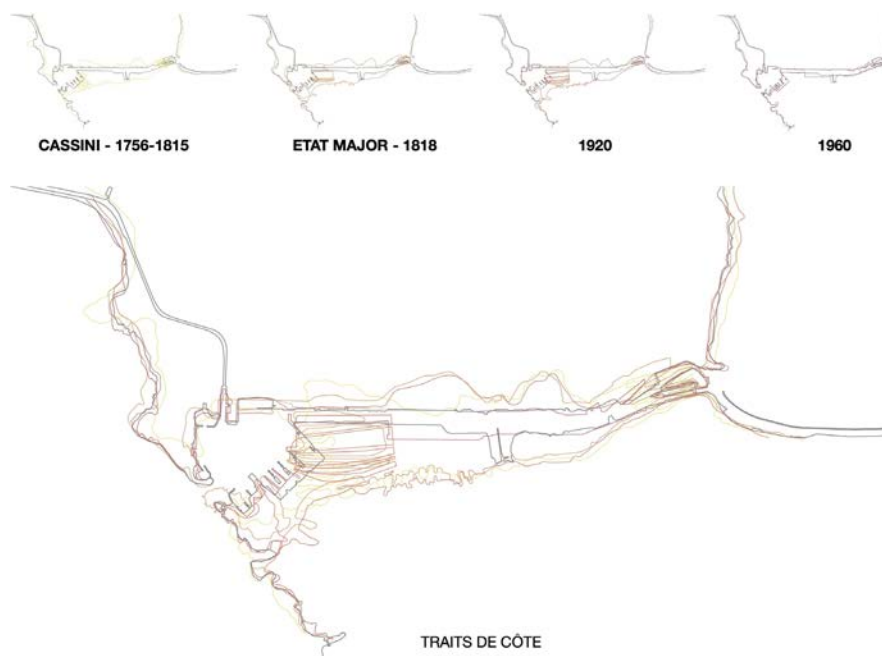 CASSINI - 1756-1815
ETAT MAJOR - 1818
1920
1960
TRAITS DE CÔTE